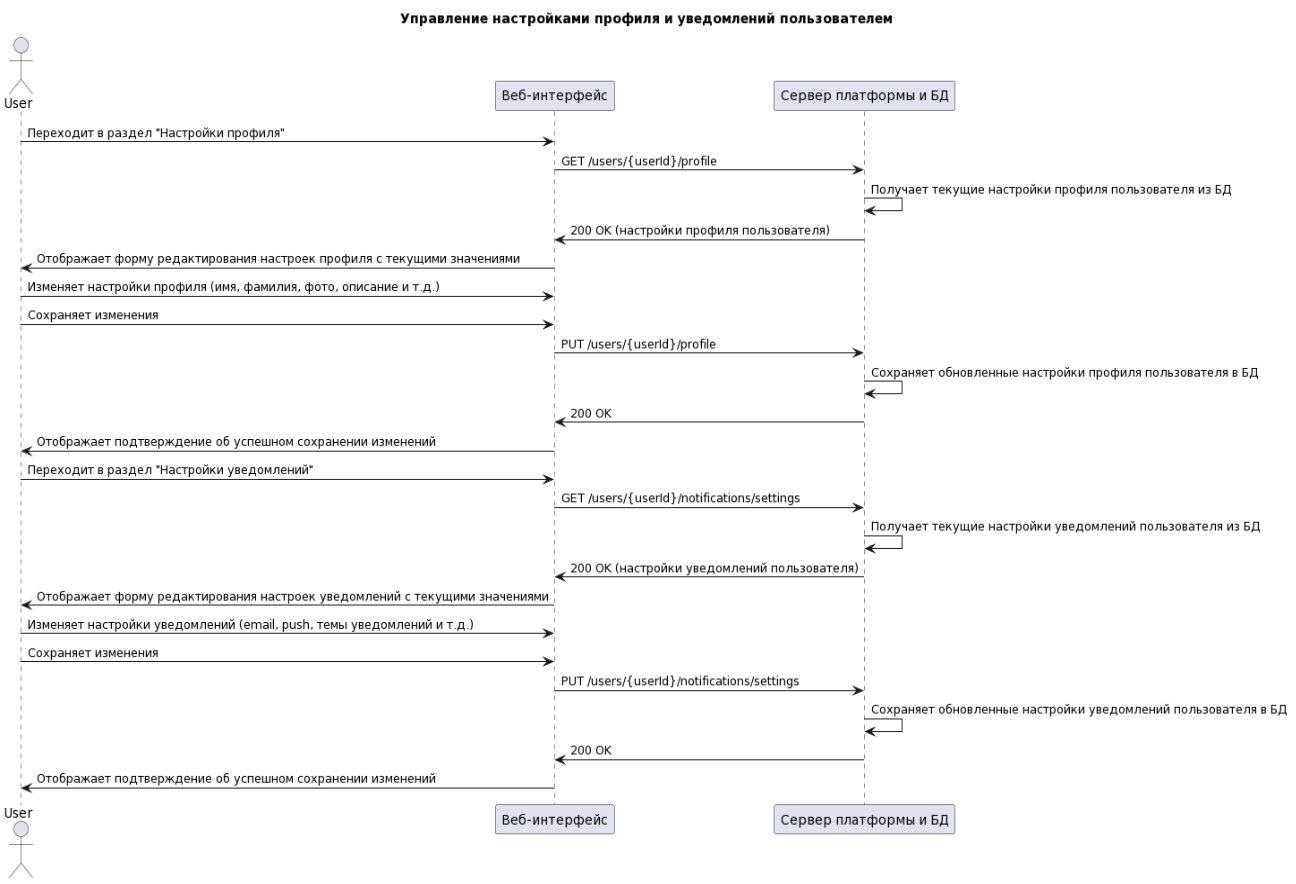 Управление настройками профиля и уведомлений пользователем
User
Веб-интерфейс
Сервер платформы и БД
Переходит в раздел "Настройки профиля"
GET /users/{userId}/profile
Получает текущие настройки профиля пользователя из БД
200 OK (настройки профиля пользователя)
Отображает форму редактирования настроек профиля с текущими значениями
Изменяет настройки профиля (имя, фамилия, фото, описание и т.д.)
Сохраняет изменения
PUT /users/{userId}/profile
Сохраняет обновленные настройки профиля пользователя в БД
200 OK
Отображает подтверждение об успешном сохранении изменений
Переходит в раздел "Настройки уведомлений"
GET /users/{userId}/notifications/settings
Получает текущие настройки уведомлений пользователя из БД
200 OK (настройки уведомлений пользователя)
Отображает форму редактирования настроек уведомлений с текущими значениями
Изменяет настройки уведомлений (email, push, темы уведомлений и т.д.)
Сохраняет изменения
PUT /users/{userId}/notifications/settings
Сохраняет обновленные настройки уведомлений пользователя в БД
200 OK
Отображает подтверждение об успешном сохранении изменений
User
Веб-интерфейс
Сервер платформы и БД